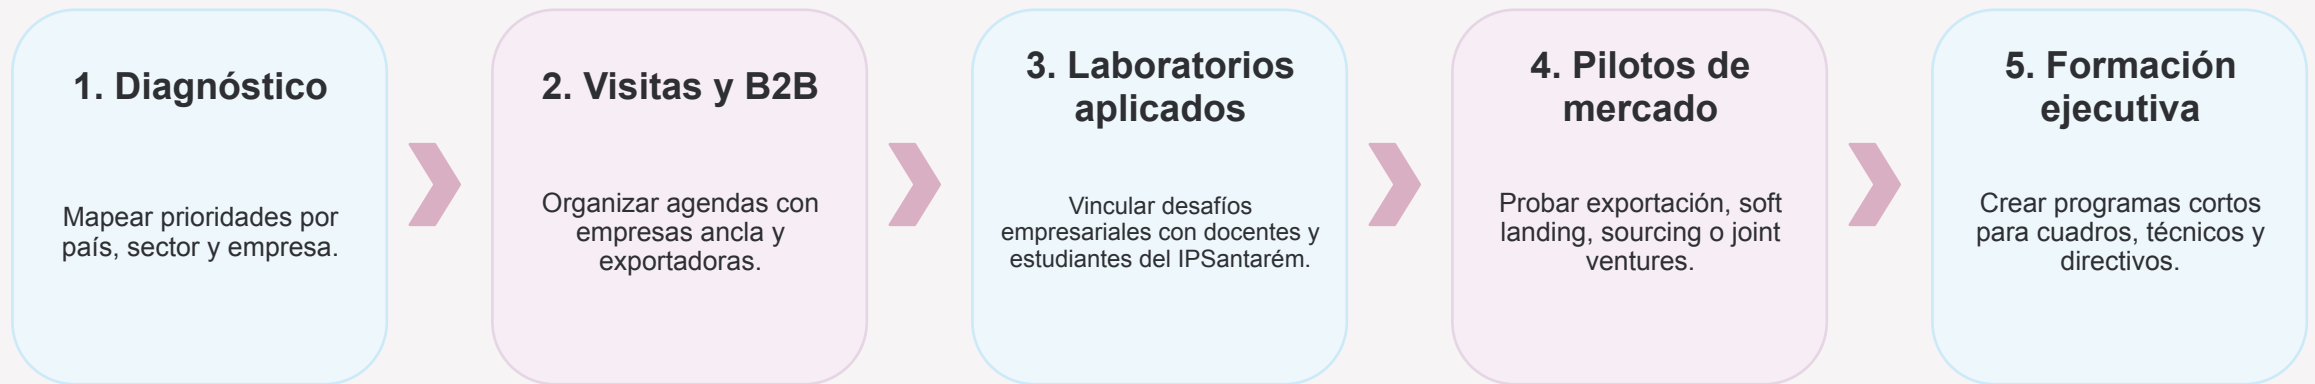 1. Diagnóstico
Mapear prioridades por
país, sector y empresa.
2. Visitas y B2B
Organizar agendas con
empresas ancla y
exportadoras.
3. Laboratorios
aplicados
Vincular desafíos
empresariales con docentes y
estudiantes del IPSantarém.
4. Pilotos de
mercado
Probar exportación, soft
landing, sourcing o joint
ventures.
5. Formación
ejecutiva
Crear programas cortos
para cuadros, técnicos y
directivos.